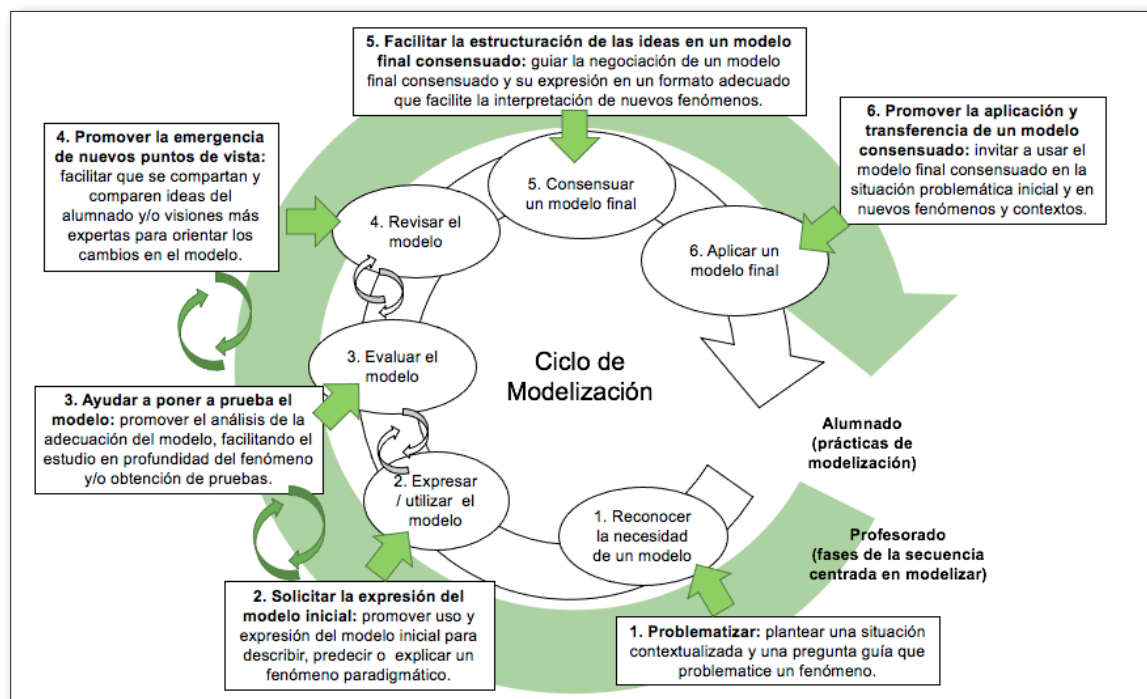 5. Facilitar la estructuración de las ideas en un modelo
final consensuado: guiar la negociación de un modelo
final consensuado y su expresión en un formato adecuado
que facilite la interpretación de nuevos fenómenos.
6. Promover la aplicación y
transferencia de un modelo
consensuado: invitar a usar el
modelo final consensuado en la
situación problemática inicial y en
nuevos fenómenos y contextos.
4. Promover la emergencia
de nuevos puntos de vista:
facilitar que se compartan y
comparen ideas del
alumnado y/o visiones más
expertas para orientar los
cambios en el modelo.
5. Consensuar
un modelo final
4. Revisar el
modelo
6. Aplicar un
modelo final
3. Evaluar el
modelo
Ciclo de
Modelización
3. Ayudar a poner a prueba el
modelo: promover el análisis de la
adecuación del modelo, facilitando el
estudio en profundidad del fenómeno
y/o obtención de pruebas.
Alumnado
(prácticas de
modelización)
2. Expresar
/ utilizar el
modelo
1. Reconocer
la necesidad
de un modelo
Profesorado
(fases de la secuencia
centrada en modelizar)
2. Solicitar la expresión del
modelo inicial: promover uso y
expresión del modelo inicial para
describir, predecir o explicar un
fenómeno paradigmático.
1. Problematizar: plantear una situación
contextualizada y una pregunta guía que
problematice un fenómeno.